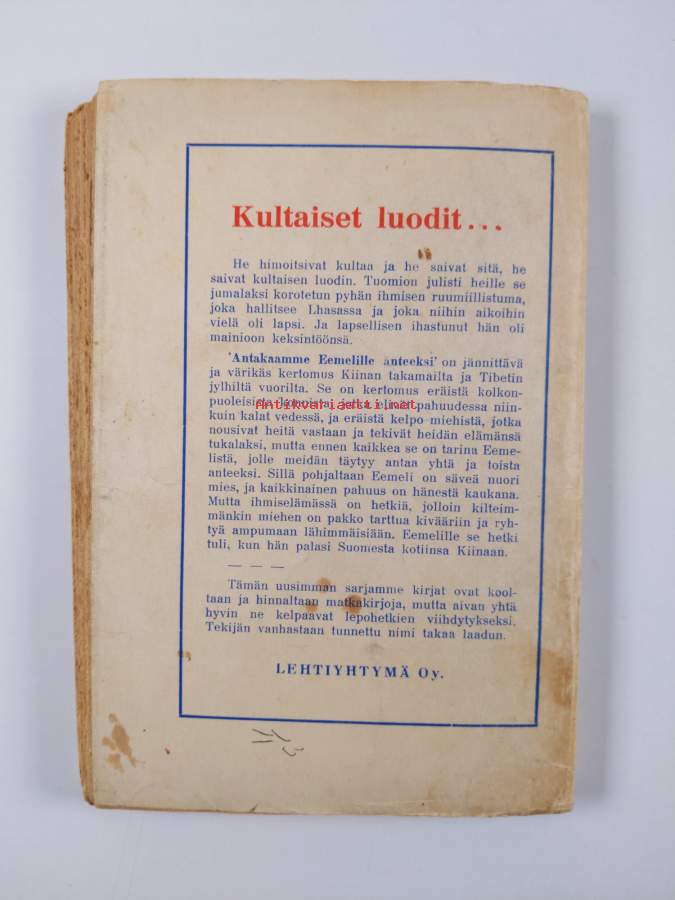 Kultaiset luodit...
He himoitsivat kultaa ja he saivat sitä, he
saivat kultaisen luodin. Tuomion julisti heille se
jumalaksi korotetun pyhän ihmisen ruumiillistuma,
joka hallitsee Lhasassa ja joka niihin aikoihin
vielä oli lapsi. Ja lapsellisen ihastunut hän oli
mainioon keksintöönsä.
'Antakaamme Eemelille anteeksi' on jännittävä
ja värikäs kertomus Kiinan takamailta ja Tibetin
jylhiltä vuorilta. Se on kertomus eräistä kolkon-
puoleisista jotka pahuudessa niin-
Antikvariaatti.net
kuin kalat vedessä, ja eräistä kelpo miehistä, jotka
nousivat heitä vastaan ja tekivät heidän elämänsä
tukalaksi, mutta ennen kaikkea se on tarina Eeme-
listä, jolle meidän täytyy antaa yhtä ja toista
anteeksi. Sillä pohjaltaan Eemeli on säveä nuori
mies, ja kaikkinainen pahuus on hänestä kaukana.
Mutta ihmiselämässä on hetkiä, jolloin kilteim-
mänkin miehen on pakko tarttua kivääriin ja ryh-
tyä ampumaan lähimmäisiään. Eemelille se hetki
tuli, kun hän palasi Suomesta kotiinsa Kiinaan.
— — —
Tämän uusimman sarjamme kirjat ovat kool-
taan ja hinnaltaan matkakirjoja, mutta aivan yhtä
hyvin ne kelpaavat lepohetkien viihdytykseksi.
Tekijän vanhastaan tunnettu nimi takaa laadun.
LEHTIYHTYMÄ Oy.